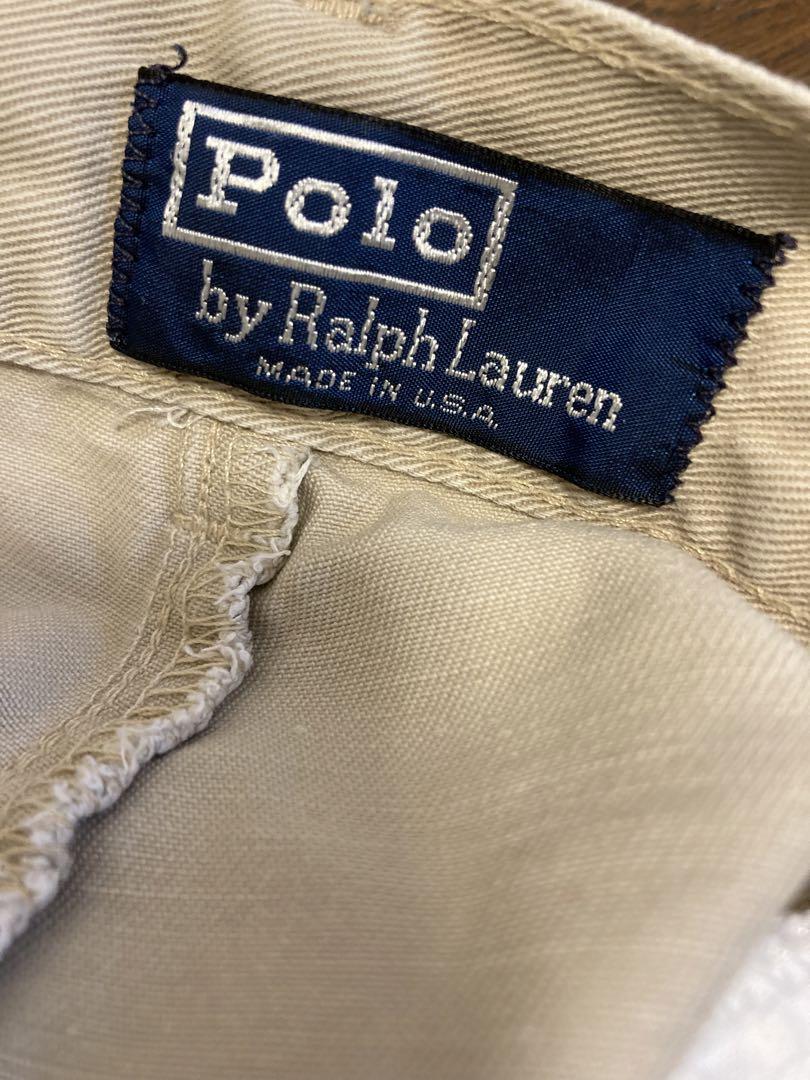 Polo
by Ralph Lauren
MADE IN U.S.A.